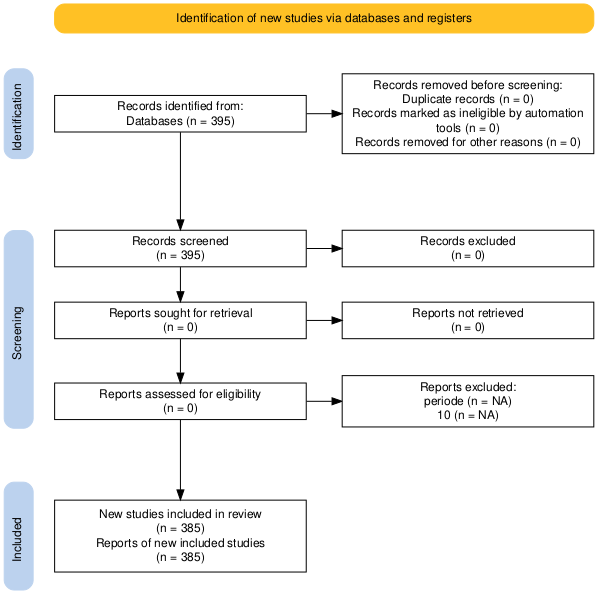 Identification of new studies via databases and registers
Identification
Records identified from:
Databases (n = 395)
Records removed before screening:
Duplicate records (n = 0)
Records marked as ineligible by automation
tools (n = 0)
Records removed for other reasons (n = 0)
Screening
Records screened
(n = 395)
Records excluded
(n = 0)
Reports sought for retrieval
(n = 0)
Reports not retrieved
(n = 0)
Reports assessed for eligibility
(n = 0)
Reports excluded:
periode (n = NA)
10 (n = NA)
Included
New studies included in review
(n = 385)
Reports of new included studies
(n = 385)